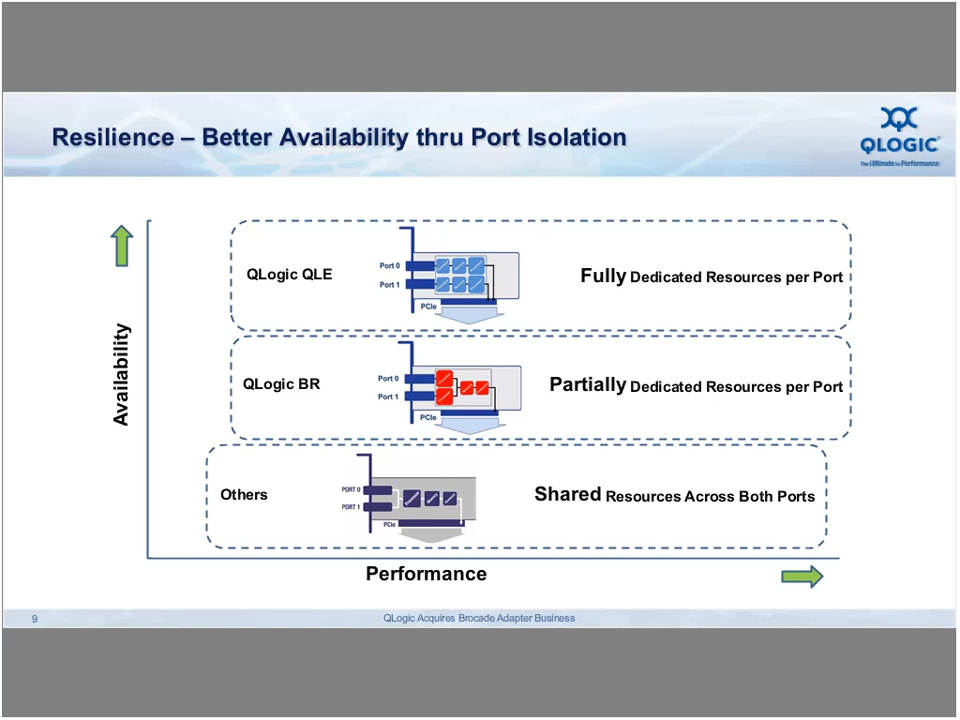 Resilience – Better Availability thru Port Isolation
QLOGIC
The Ultimate in Performance
Availability
QLogic QLE
Port 0
Port 1
PCIe
Fully Dedicated Resources per Port
QLogic BR
Port 0
Port 1
PCIe
Partially Dedicated Resources per Port
Others
PORT 0
PORT 1
PCIe
Shared Resources Across Both Ports
Performance
9
QLogic Acquires Brocade Adapter Business